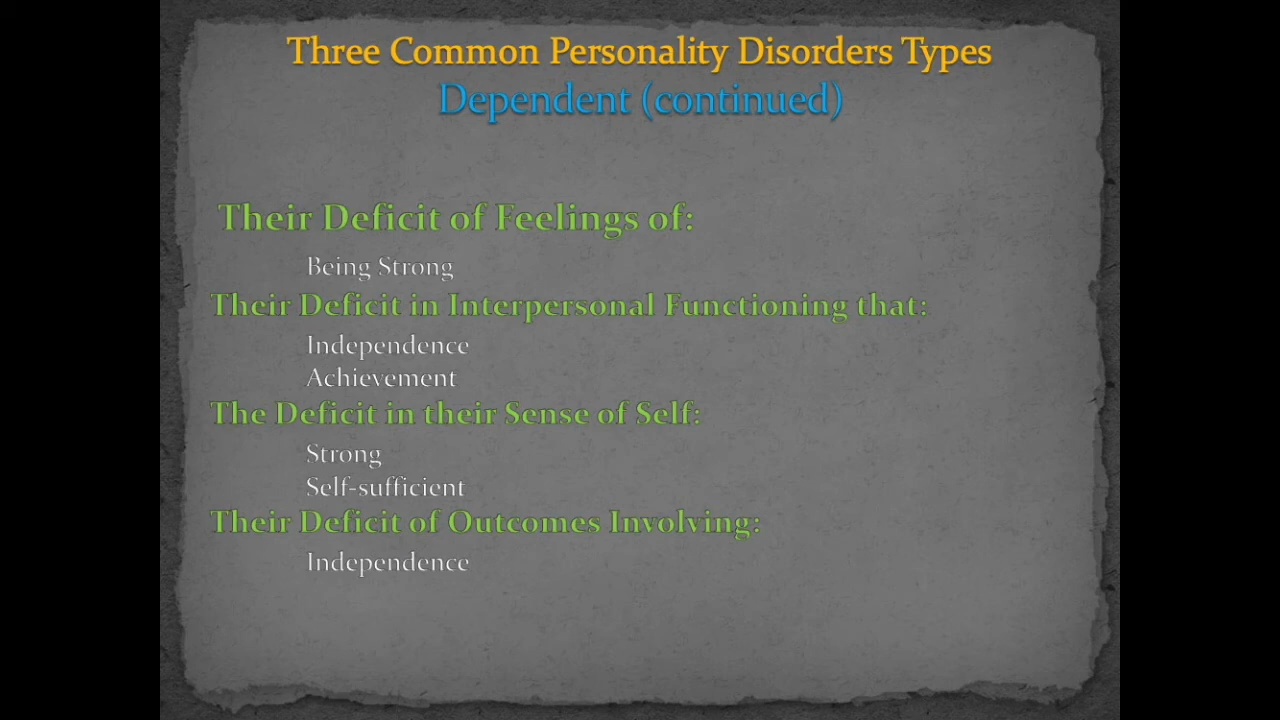 Three Common Personality Disorders Types
Dependent (continued)
Their Deficit of Feelings of:
Being Strong
Their Deficit in Interpersonal Functioning that:
Independence
Achievement
The Deficit in their Sense of Self:
Strong
Self-sufficient
Their Deficit of Outcomes Involving:
Independence